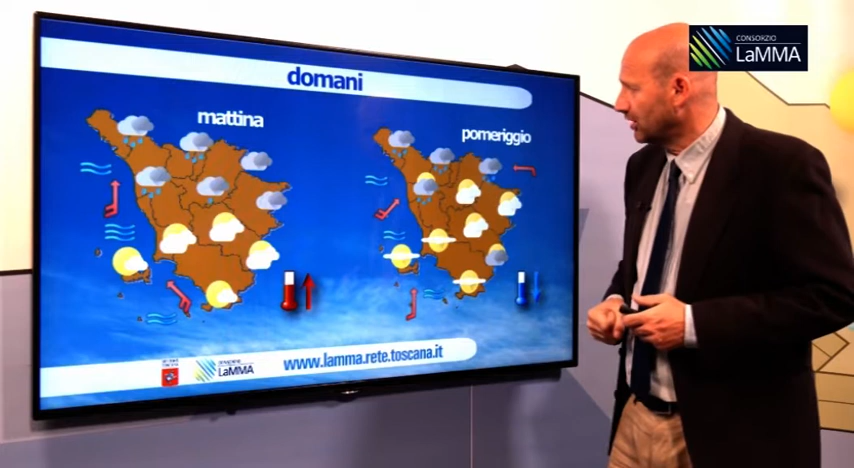 CONSORZIO
LaMMA
domani
mattina
pomeriggio
LaMMA
www.lamma.rete.toscana.it